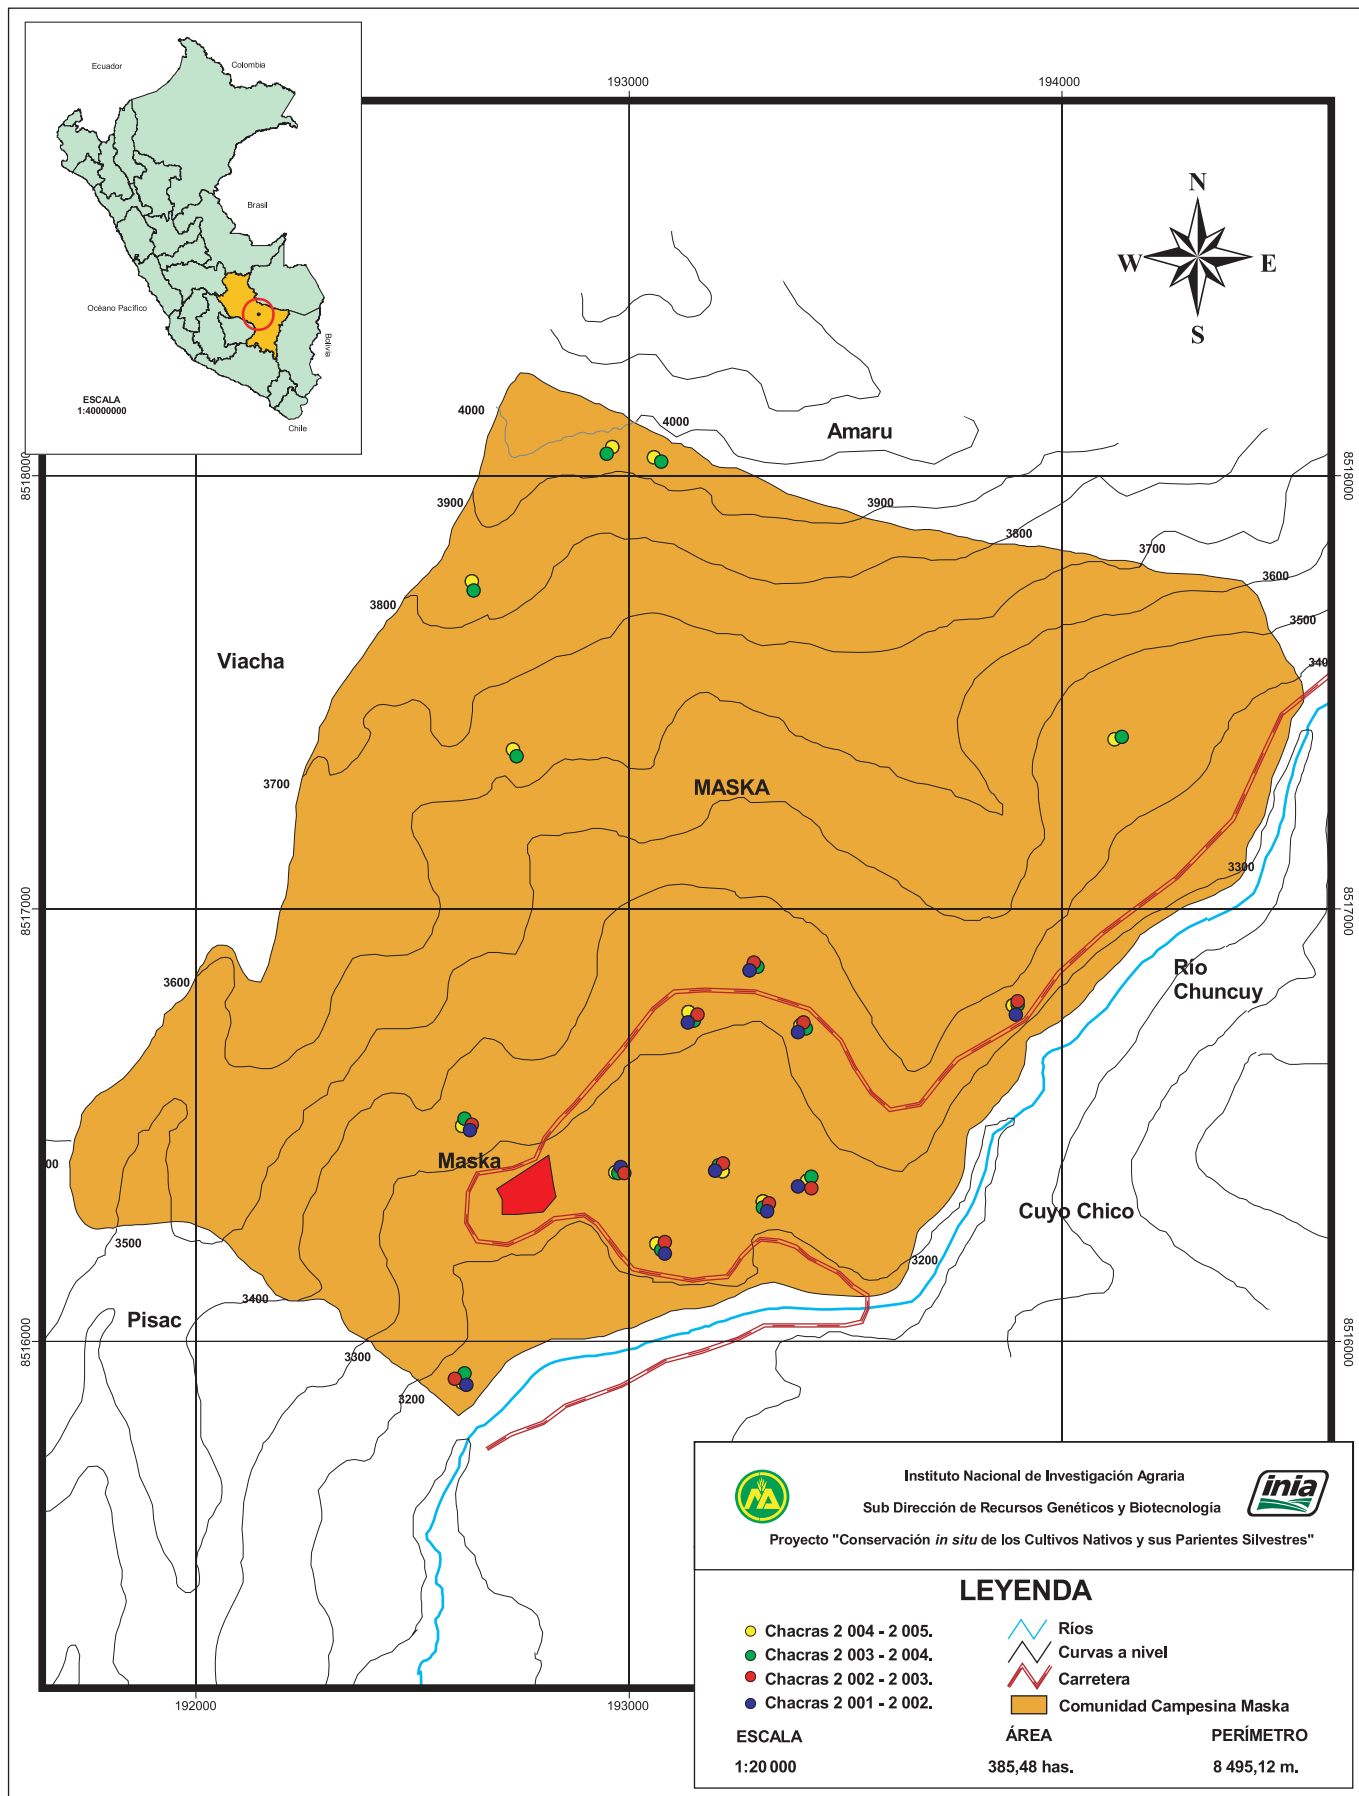 Ecuador
Colombia
Brasil
Océano Pacífico
Bolivia
ESCALA
1:40000000
Chile
193000
194000
N
W
E
S
4000
4000
Amaru
8518000
8518000
3900
3900
3800
3700
3600
3800
3500
Viacha
340
3700
MASKA
3300
8517000
8517000
3600
Río
Chuncuy
Maska
00
Cuyo Chico
3500
3200
3400
Pisac
8516000
8516000
3300
3200
Instituto Nacional de Investigación Agraria
Sub Dirección de Recursos Genéticos y Biotecnología
inia
Proyecto "Conservación in situ de los Cultivos Nativos y sus Parientes Silvestres"
LEYENDA
Chacras 2 004 - 2 005.
Ríos
Chacras 2 003 - 2 004.
Curvas a nivel
Chacras 2 002 - 2 003.
Carretera
Chacras 2 001 - 2 002.
Comunidad Campesina Maska
192000
193000
ESCALA
ÁREA
PERÍMETRO
1:20 000
385,48 has.
8 495,12 m.